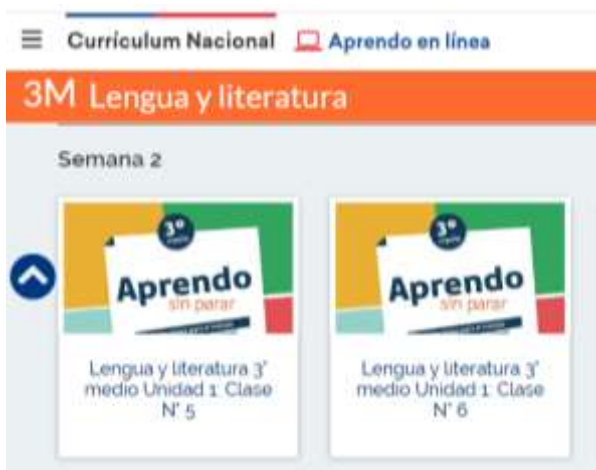 Currículum Nacional Aprendo en línea
3M Lengua y literatura
Semana 2
3°
Aprendo
sin parar
3°
Aprendo
sin parar
Lengua y literatura 3°
medio Unidad 1: Clase
N° 5
Lengua y literatura 3°
medio Unidad 1: Clase
N° 6